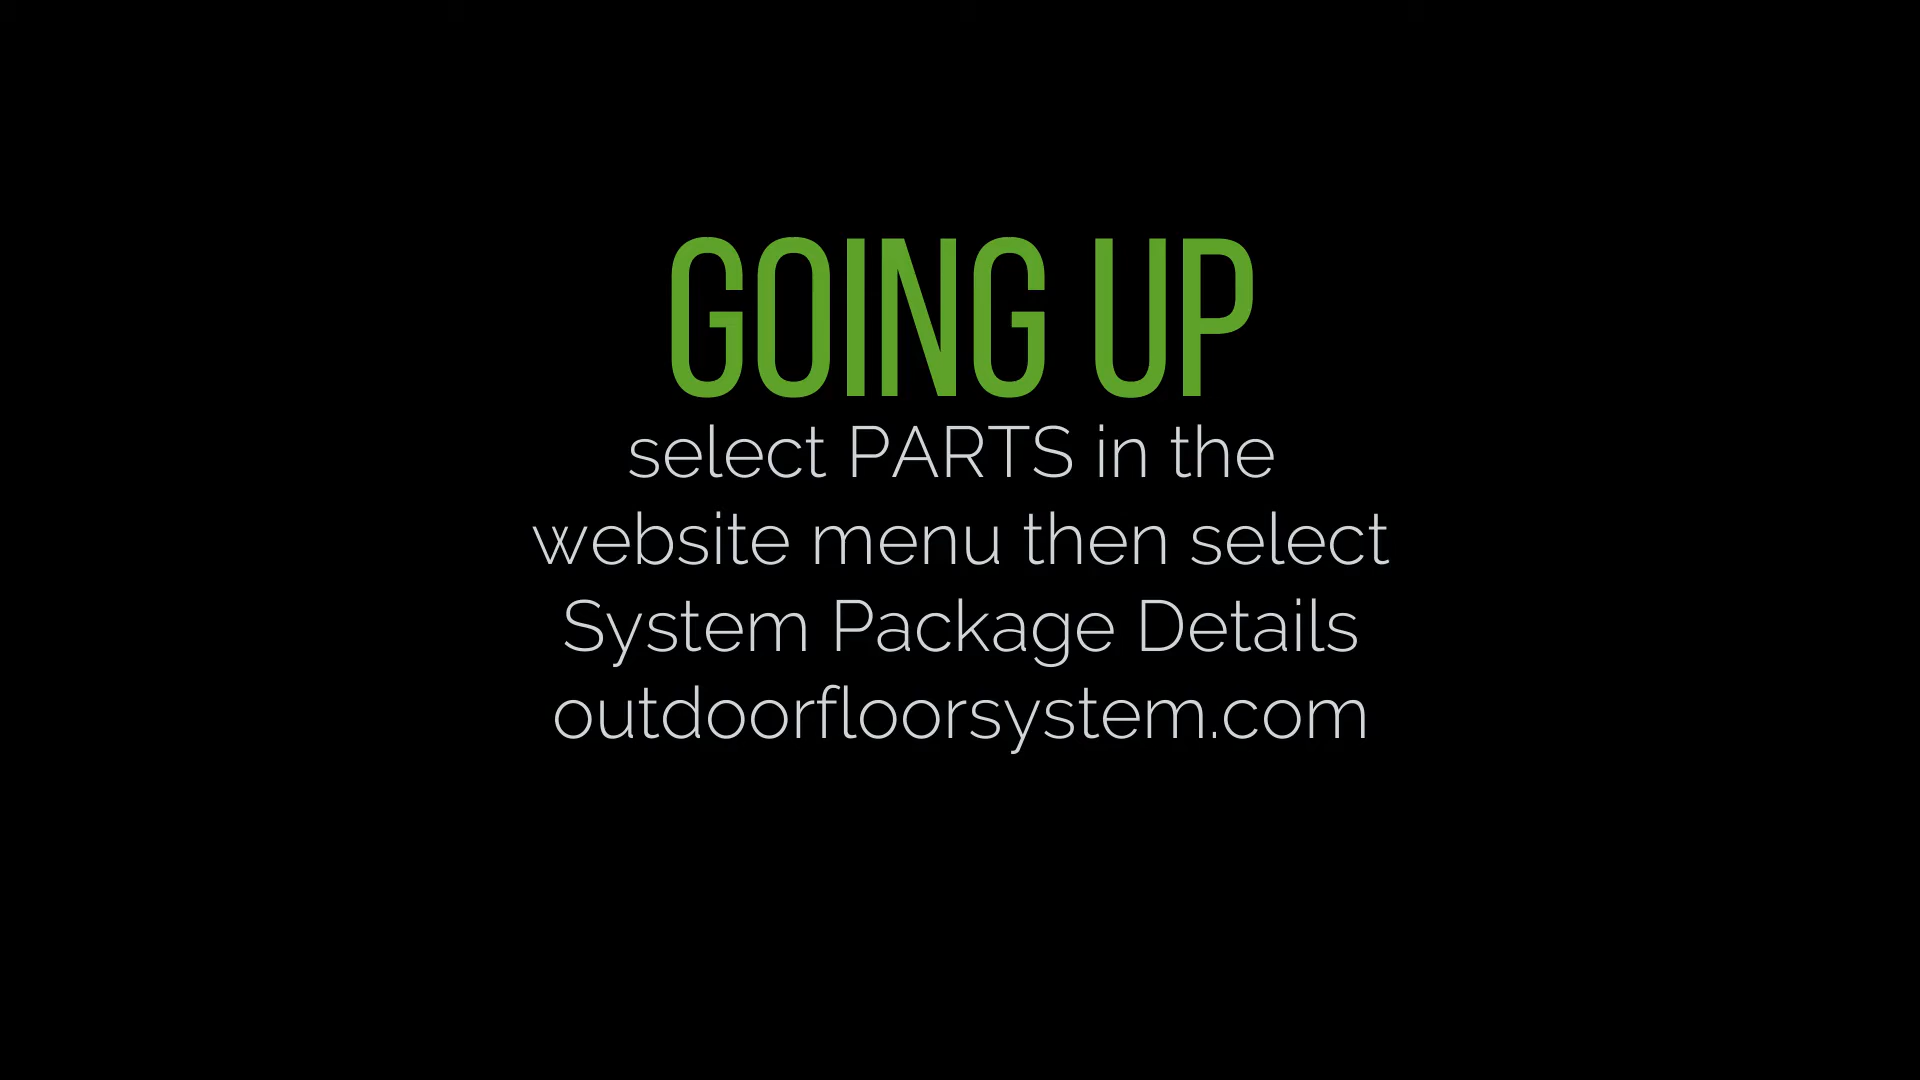 GOING UP
select PARTS in the
website menu then select
System Package Details
outdoorfloorsystem.com